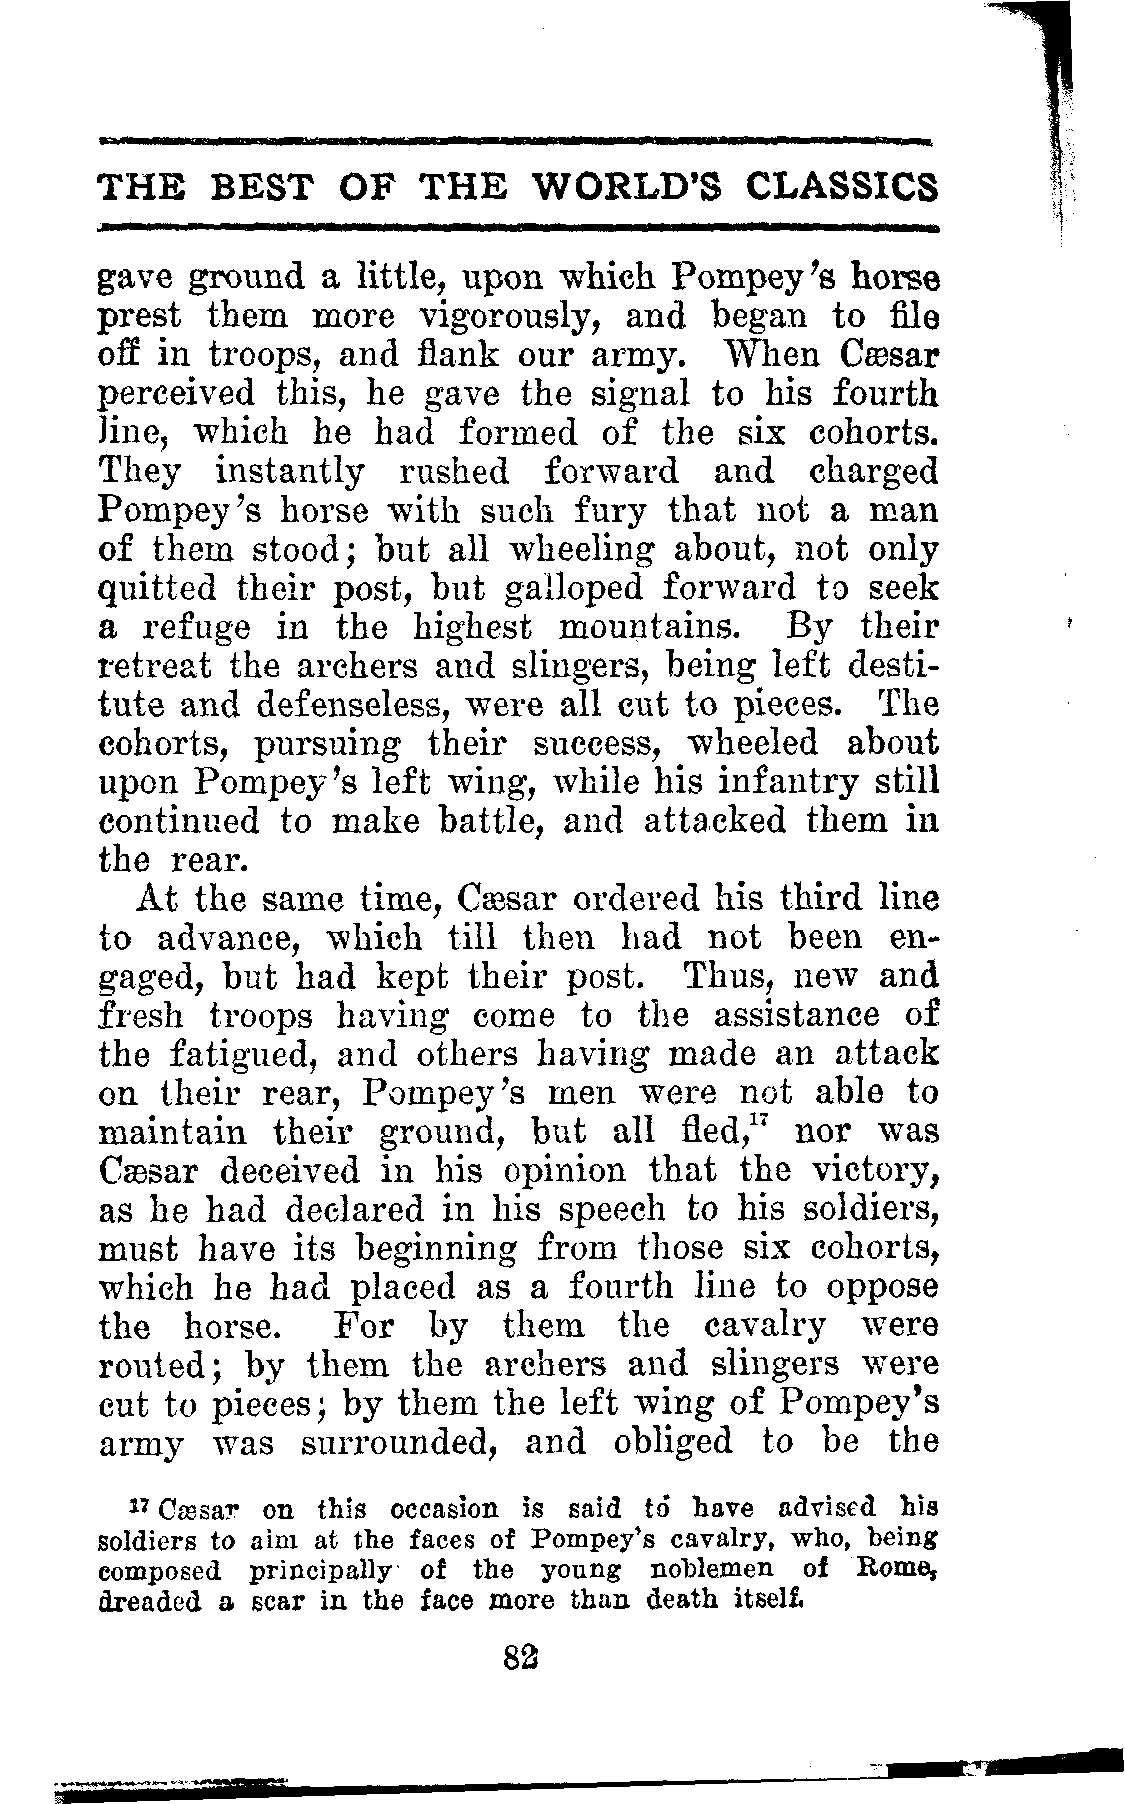 THE BEST OF THE WORLD'S CLASSICS
gave ground a little, upon which Pompey's horse
prest them more vigorously, and began to file
off in troops, and flank our army. When Cæsar
perceived this, he gave the signal to his fourth
line, which he had formed of the six cohorts.
They instantly rushed forward and charged
Pompey's horse with such fury that not a man
of them stood; but all wheeling about, not only
quitted their post, but galloped forward to seek
a refuge in the highest mountains. By their
retreat the archers and slingers, being left desti-
tute and defenseless, were all cut to pieces. The
cohorts, pursuing their success, wheeled about
upon Pompey's left wing, while his infantry still
continued to make battle, and attacked them in
the rear.
At the same time, Cæsar ordered his third line
to advance, which till then had not been en-
gaged, but had kept their post. Thus, new and
fresh troops having come to the assistance of
the fatigued, and others having made an attack
on their rear, Pompey's men were not able to
maintain their ground, but all fled,¹⁷ nor was
Cæsar deceived in his opinion that the victory,
as he had declared in his speech to his soldiers,
must have its beginning from those six cohorts,
which he had placed as a fourth line to oppose
the horse. For by them the cavalry were
routed; by them the archers and slingers were
cut to pieces; by them the left wing of Pompey's
army was surrounded, and obliged to be the
¹⁷ Cæsar on this occasion is said to have advised his
soldiers to aim at the faces of Pompey's cavalry, who, being
composed principally of the young noblemen of Rome,
dreaded a scar in the face more than death itself.
82